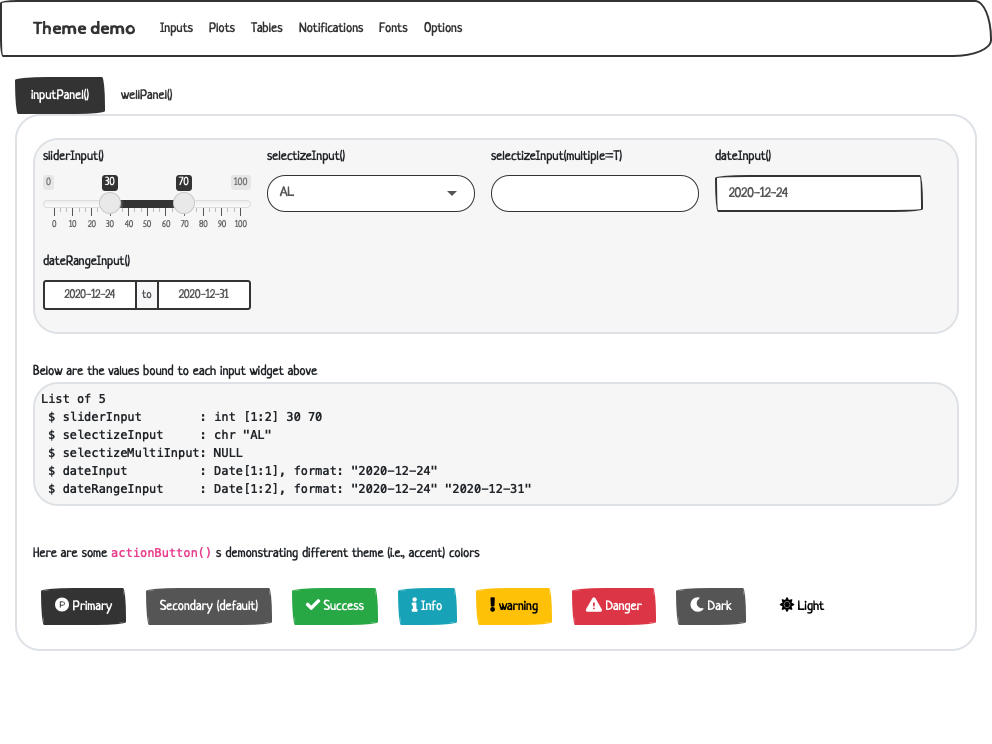 Theme demo Inputs Plots Tables Notifications Fonts Options
inputPanel() wellPanel()
sliderInput() selectizeInput() selectizeInput(multiple=T) dateInput()
0 30 70 100
AL
2020-12-24
0 10 20 30 40 50 60 70 80 90 100
dateRangeInput()
2020-12-24 to 2020-12-31
Below are the values bound to each input widget above
List of 5
$ sliderInput : int [1:2] 30 70
$ selectizeInput : chr "AL"
$ selectizeMultiInput: NULL
$ dateInput : Date[1:1], format: "2020-12-24"
$ dateRangeInput : Date[1:2], format: "2020-12-24" "2020-12-31"
Here are some actionButton() s demonstrating different theme (i.e., accent) colors
P Primary Secondary (default) Success Info warning Danger Dark Light